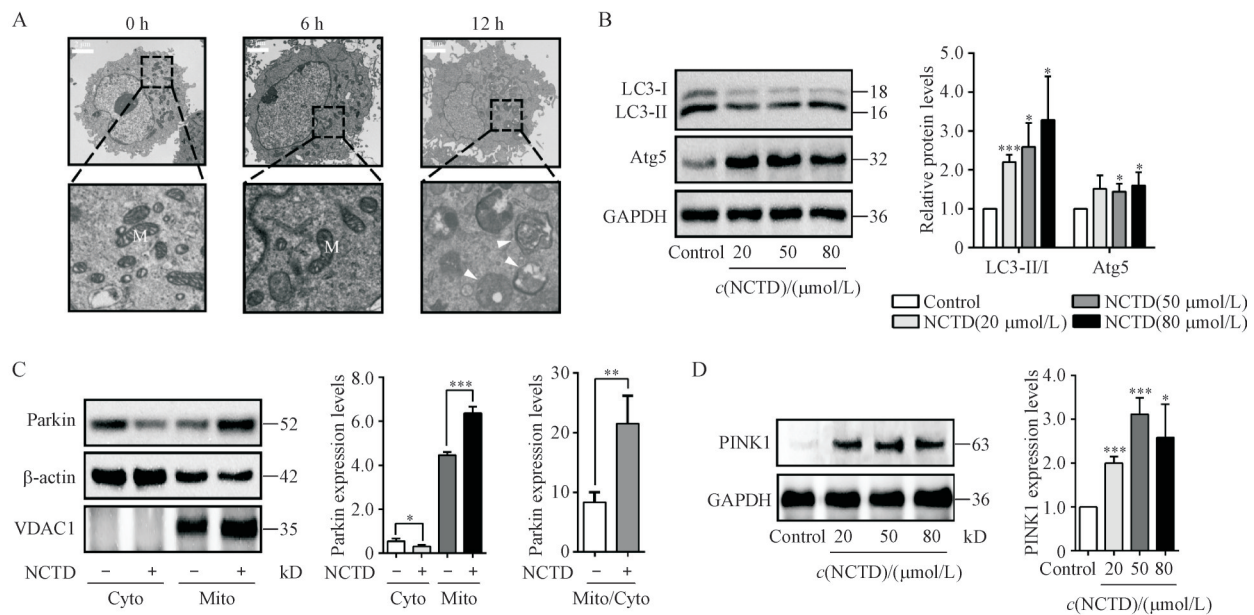 A
0 h
6 h
12 h
M
M
B
LC3-I
LC3-II
18
16
Atg5
32
GAPDH
36
Control 20 50 80
c(NCTD)/(μmol/L)
Relative protein levels
5.0
4.0
3.0
2.0
1.0
0
*** * *
* *
LC3-II/I Atg5
Control
NCTD(20 μmol/L)
NCTD(50 μmol/L)
NCTD(80 μmol/L)
C
Parkin
52
β-actin
42
VDAC1
35
NCTD − + − + kD
Cyto Mito
Parkin expression levels
8.0
6.0
4.0
2.0
0
*
***
NCTD − + − +
Cyto Mito
Parkin expression levels
30
20
10
0
**
NCTD − +
Mito/Cyto
D
PINK1
63
GAPDH
36
Control 20 50 80 kD
c(NCTD)/(μmol/L)
PINK1 expression levels
4.0
3.0
2.0
1.0
0
*** *** *
Control 20 50 80
c(NCTD)/(μmol/L)